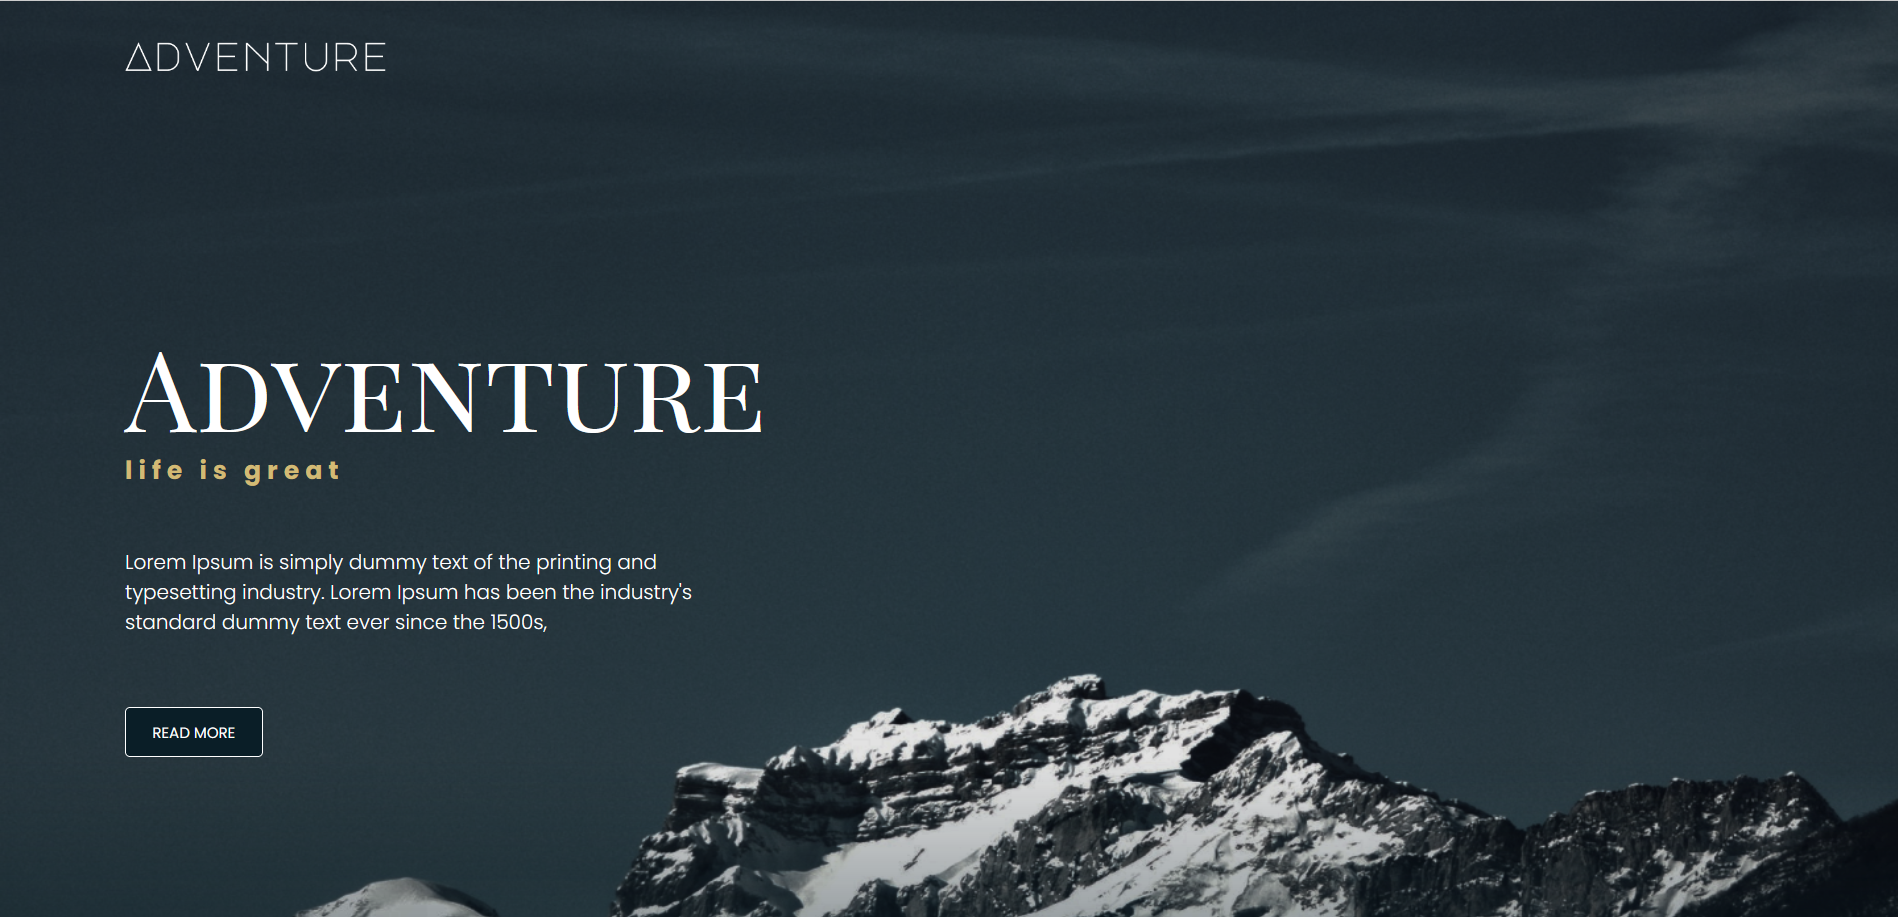 ADVENTURE
ADVENTURE
life is great
Lorem Ipsum is simply dummy text of the printing and
typesetting industry. Lorem Ipsum has been the industry's
standard dummy text ever since the 1500s,
READ MORE